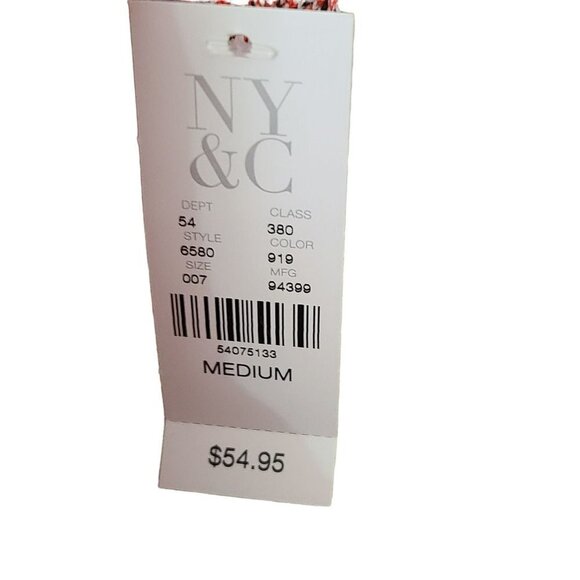 NY
&C
DEPT CLASS
54 380
STYLE COLOR
6580 919
SIZE MFG
007 94399
54075133
MEDIUM
$54.95